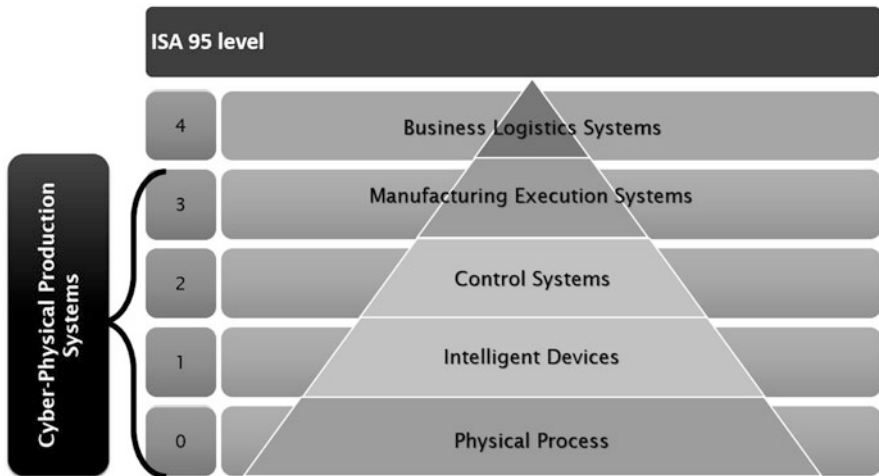 ISA 95 level
4
Business Logistics Systems
3
Manufacturing Execution Systems
2
Control Systems
1
Intelligent Devices
0
Physical Process
Cyber-Physical Production
Systems